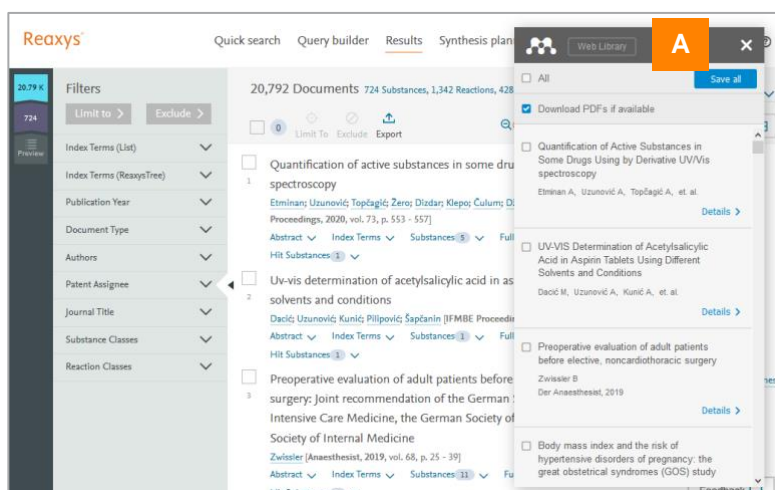 Reaxys
Quick search Query builder Results Synthesis plan
20.79 K
724
Preview
Filters
Limit to > Exclude >
Index Terms (List)
Index Terms (ReaxysTree)
Publication Year
Document Type
Authors
Patent Assignee
Journal Title
Substance Classes
Reaction Classes
20,792 Documents 724 Substances, 1,342 Reactions, 428
0 Limit To Exclude Export
1
Quantification of active substances in some dru
spectroscopy
Etminan; Uzunović; Topčagić; Žero; Dizdar; Klepo; Čulum; D
Proceedings, 2020, vol. 73, p. 553 - 557]
Abstract Index Terms Substances 5 Full
Hit Substances 1
2
Uv-vis determination of acetylsalicylic acid in as
solvents and conditions
Dacić; Uzunović; Kunić; Pilipović; Šapčanin [IFMBE Proceedin
Abstract Index Terms Substances 1 Full
Hit Substances 1
3
Preoperative evaluation of adult patients before
surgery: Joint recommendation of the German S
Intensive Care Medicine, the German Society of
Society of Internal Medicine
Zwissler [Anaesthesist, 2019, vol. 68, p. 25 - 39]
Abstract Index Terms Substances 11 Fu
Web Library
A
All
Save all
Download PDFs if available
Quantification of Active Substances in
Some Drugs Using by Derivative UV/Vis
spectroscopy
Etminan A, Uzunović A, Topčagić A, et. al.
Details >
UV-VIS Determination of Acetylsalicylic
Acid in Aspirin Tablets Using Different
Solvents and Conditions
Dacić M, Uzunović A, Kunić A, et. al.
Details >
Preoperative evaluation of adult patients
before elective, noncardiothoracic surgery
Zwissler B
Der Anaesthesist, 2019
Details >
Body mass index and the risk of
hypertensive disorders of pregnancy: the
great obstetrical syndromes (GOS) study